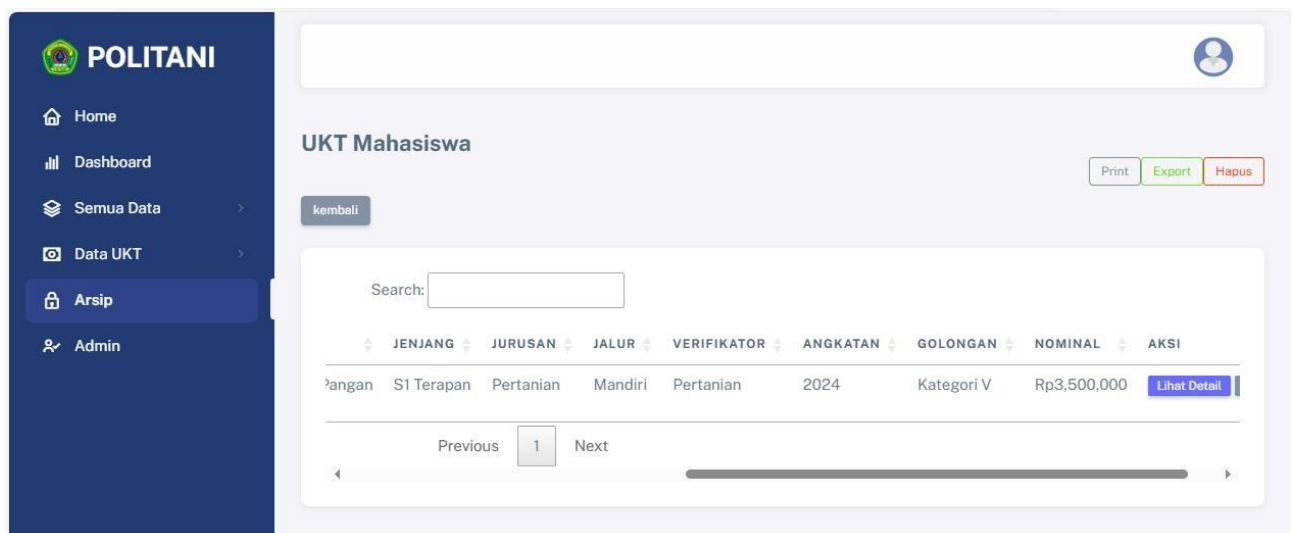 POLITANI
Home
Dashboard
Semua Data
Data UKT
Arsip
Admin
UKT Mahasiswa
Print Export Hapus
kembali
Search:
JENJANG JURUSAN JALUR VERIFIKATOR ANGKATAN GOLONGAN NOMINAL AKSI
Pangan S1 Terapan Pertanian Mandiri Pertanian 2024 Kategori V Rp3,500,000 Lihat Detail
Previous 1 Next